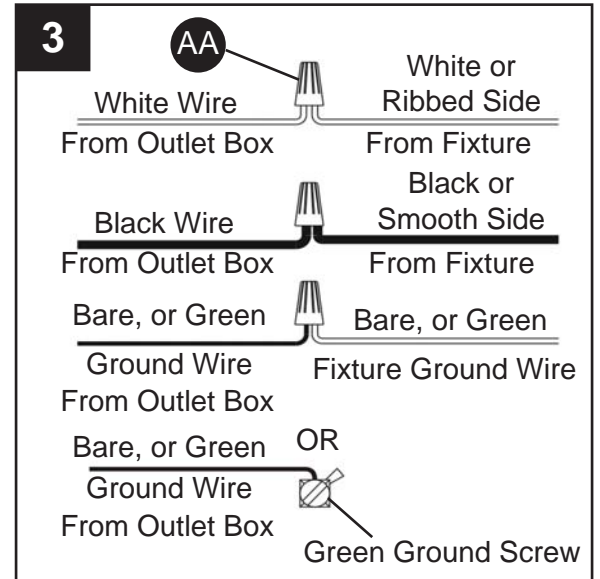 3
AA
White Wire
From Outlet Box
White or
Ribbed Side
From Fixture
Black Wire
From Outlet Box
Black or
Smooth Side
From Fixture
Bare, or Green
Ground Wire
From Outlet Box
Bare, or Green
Fixture Ground Wire
Bare, or Green
Ground Wire
From Outlet Box
OR
Green Ground Screw